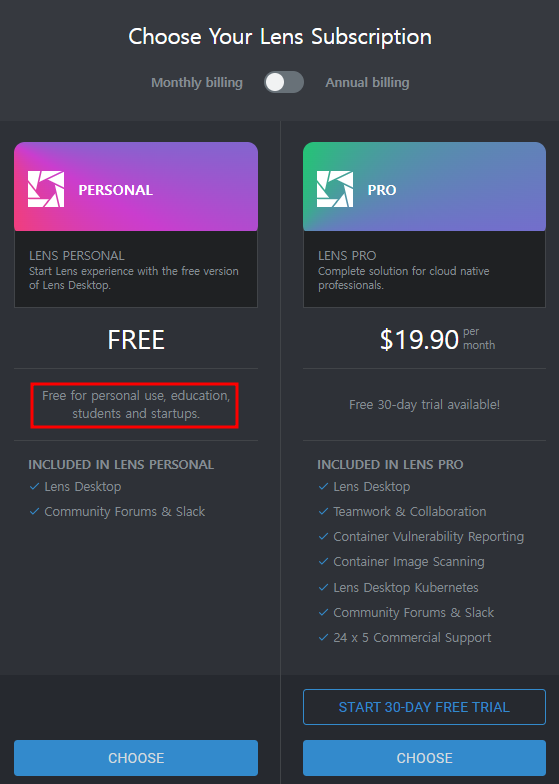 Choose Your Lens Subscription
Monthly billing
Annual billing
PERSONAL
LENS PERSONAL
Start Lens experience with the free version
of Lens Desktop.
FREE
Free for personal use, education,
students and startups.
INCLUDED IN LENS PERSONAL
Lens Desktop
Community Forums & Slack
CHOOSE
PRO
LENS PRO
Complete solution for cloud native
professionals.
$19.90 per
month
Free 30-day trial available!
INCLUDED IN LENS PRO
Lens Desktop
Teamwork & Collaboration
Container Vulnerability Reporting
Container Image Scanning
Lens Desktop Kubernetes
Community Forums & Slack
24 x 5 Commercial Support
START 30-DAY FREE TRIAL
CHOOSE